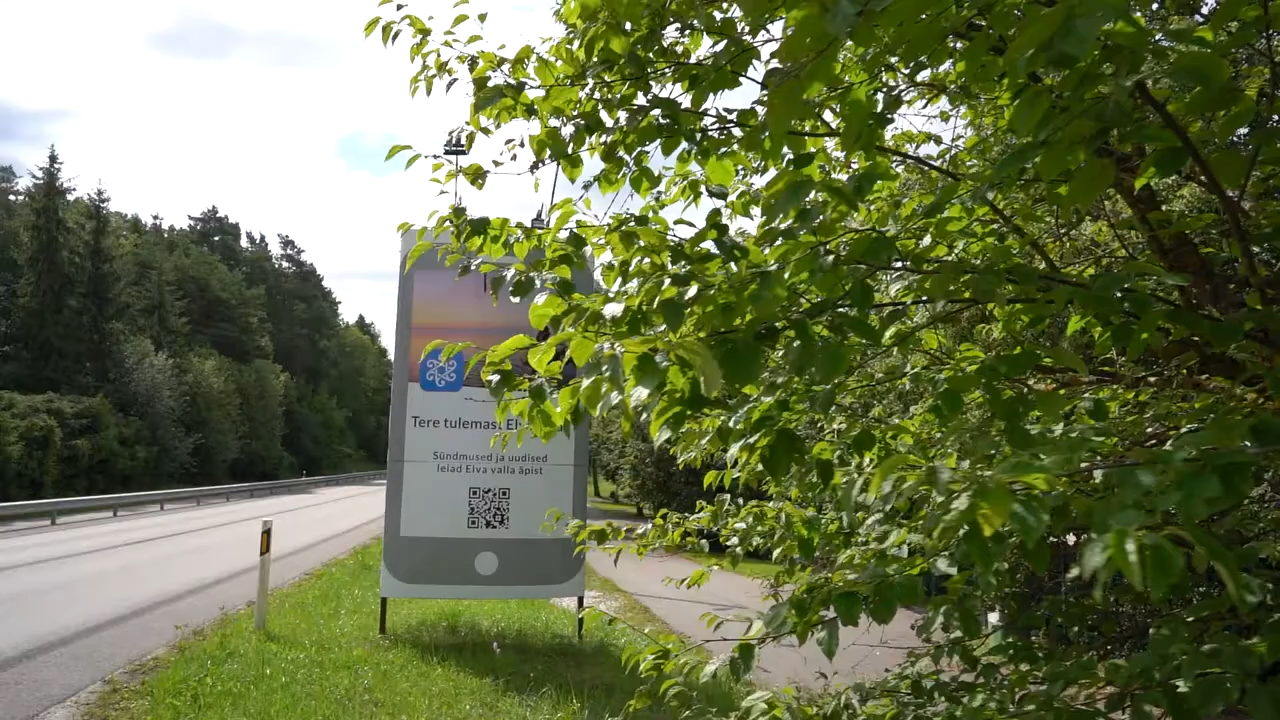 Tere tulemast
Sündmused ja uudised
leiad Elva valla äpist